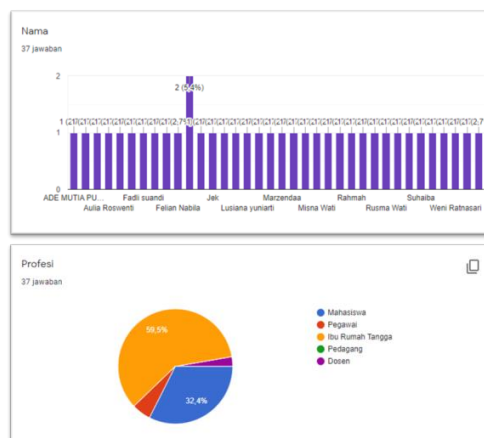 Nama
37 jawaban
2
2 (5,4%)
1
0
ADE MUTIA PU... Fadli suandi Jek Marzendaa Rahmah Suhaiba
Aulia Roswenti Felian Nabila Lusiana yuniarti Misna Wati Rusma Wati Weni Ratnasari
Profesi
37 jawaban
59,5%
32,4%
Mahasiswa
Pegawai
Ibu Rumah Tangga
Pedagang
Dosen